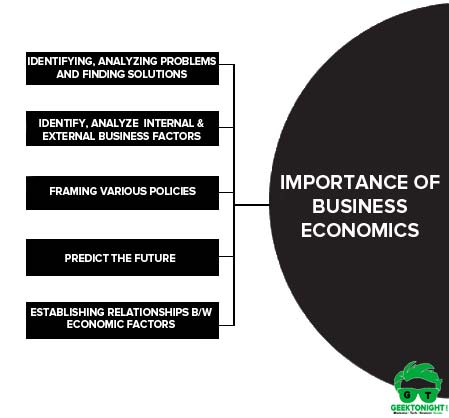 IDENTIFYING, ANALYZING PROBLEMS
AND FINDING SOLUTIONS
IDENTIFY, ANALYZE INTERNAL &
EXTERNAL BUSINESS FACTORS
FRAMING VARIOUS POLICIES
PREDICT THE FUTURE
ESTABLISHING RELATIONSHIPS B/W
ECONOMIC FACTORS
IMPORTANCE OF
BUSINESS
ECONOMICS
G T
GEEKTONIGHT